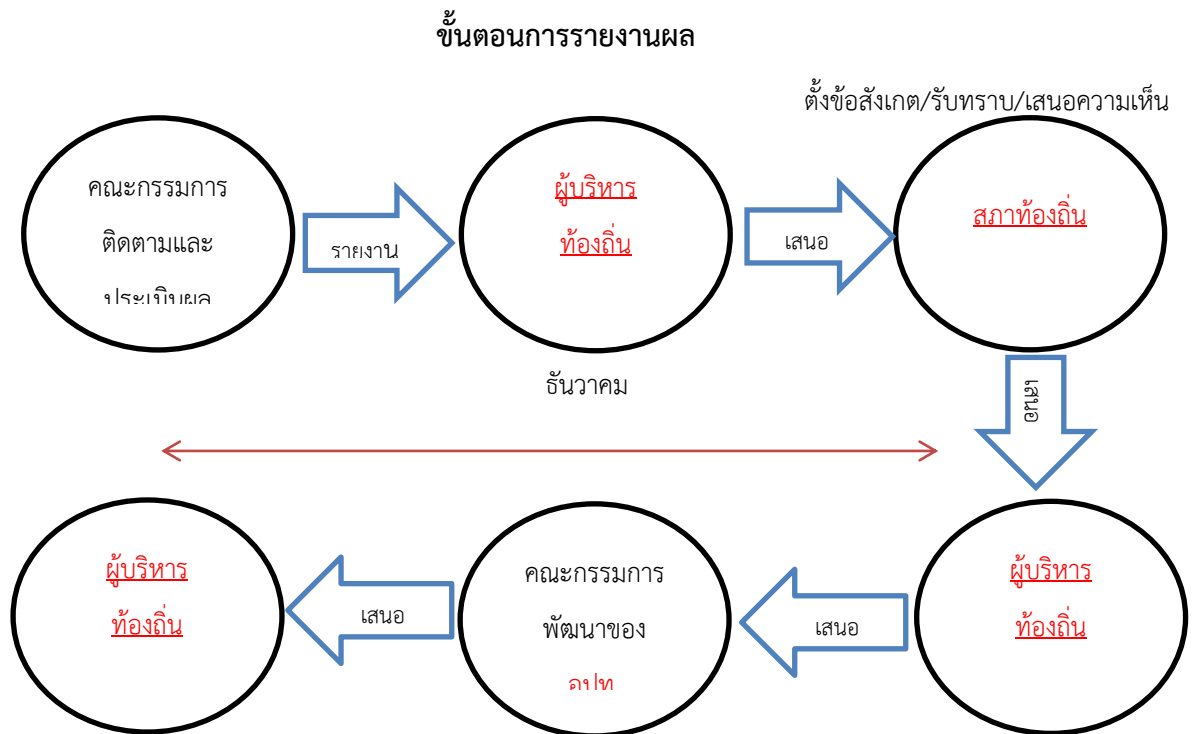 ขั้นตอนการรายงานผล
ตั้งข้อสังเกต/รับทราบ/เสนอความเห็น
คณะกรรมการ
ติดตามและ
รายงาน
ผู้บริหาร
ท้องถิ่น
เสนอ
สภาท้องถิ่น
ธันวาคม
เสนอ
ผู้บริหาร
ท้องถิ่น
เสนอ
คณะกรรมการ
พัฒนาของ
เสนอ
ผู้บริหาร
ท้องถิ่น